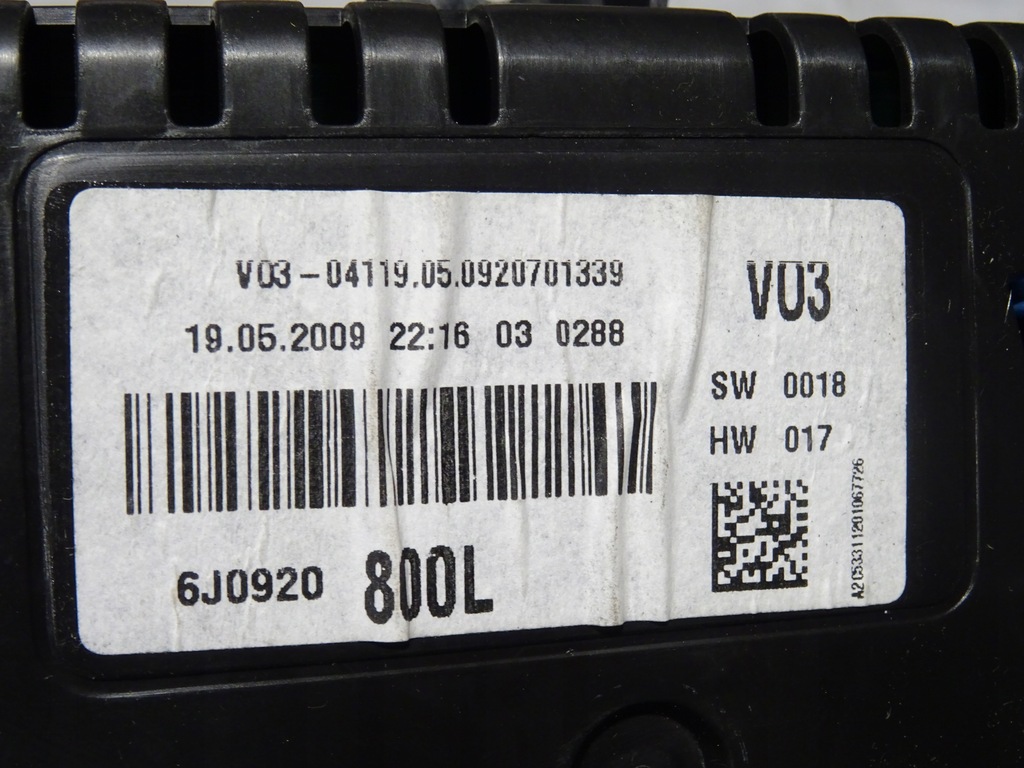 V03-04119.05.0920701339
19.05.2009 22:16 03 0288
6J0920 800L
V03
SW 0018
HW 017
A2C53311201067726